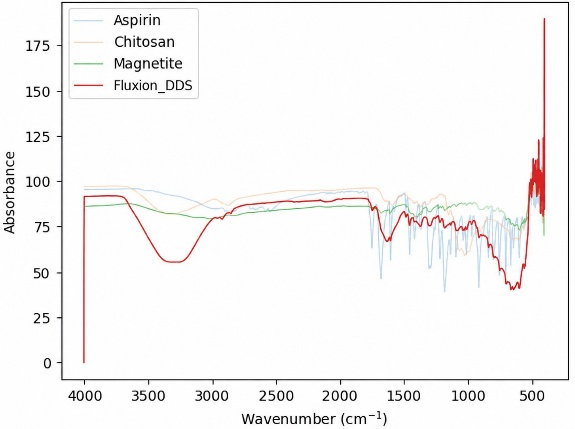 Aspirin
Chitosan
Magnetite
Fluxion_DDS
175
150
125
100
75
50
25
0
Absorbance
4000 3500 3000 2500 2000 1500 1000 500
Wavenumber (cm⁻¹)